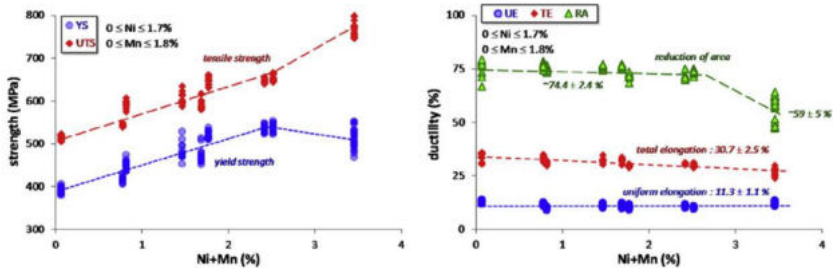 YS
UTS
0 ≤ Ni ≤ 1.7%
0 ≤ Mn ≤ 1.8%
tensile strength
yield strength
strength (MPa)
800
700
600
500
400
300
0
1
2
3
4
Ni+Mn (%)
UE TE RA
0 ≤ Ni ≤ 1.7%
0 ≤ Mn ≤ 1.8%
reduction of area
~74.4 ± 2.4 %
~59 ± 5 %
total elongation : 30.7 ± 2.5 %
uniform elongation : 11.3 ± 1.1 %
ductility (%)
100
75
50
25
0
0
1
2
3
4
Ni+Mn (%)